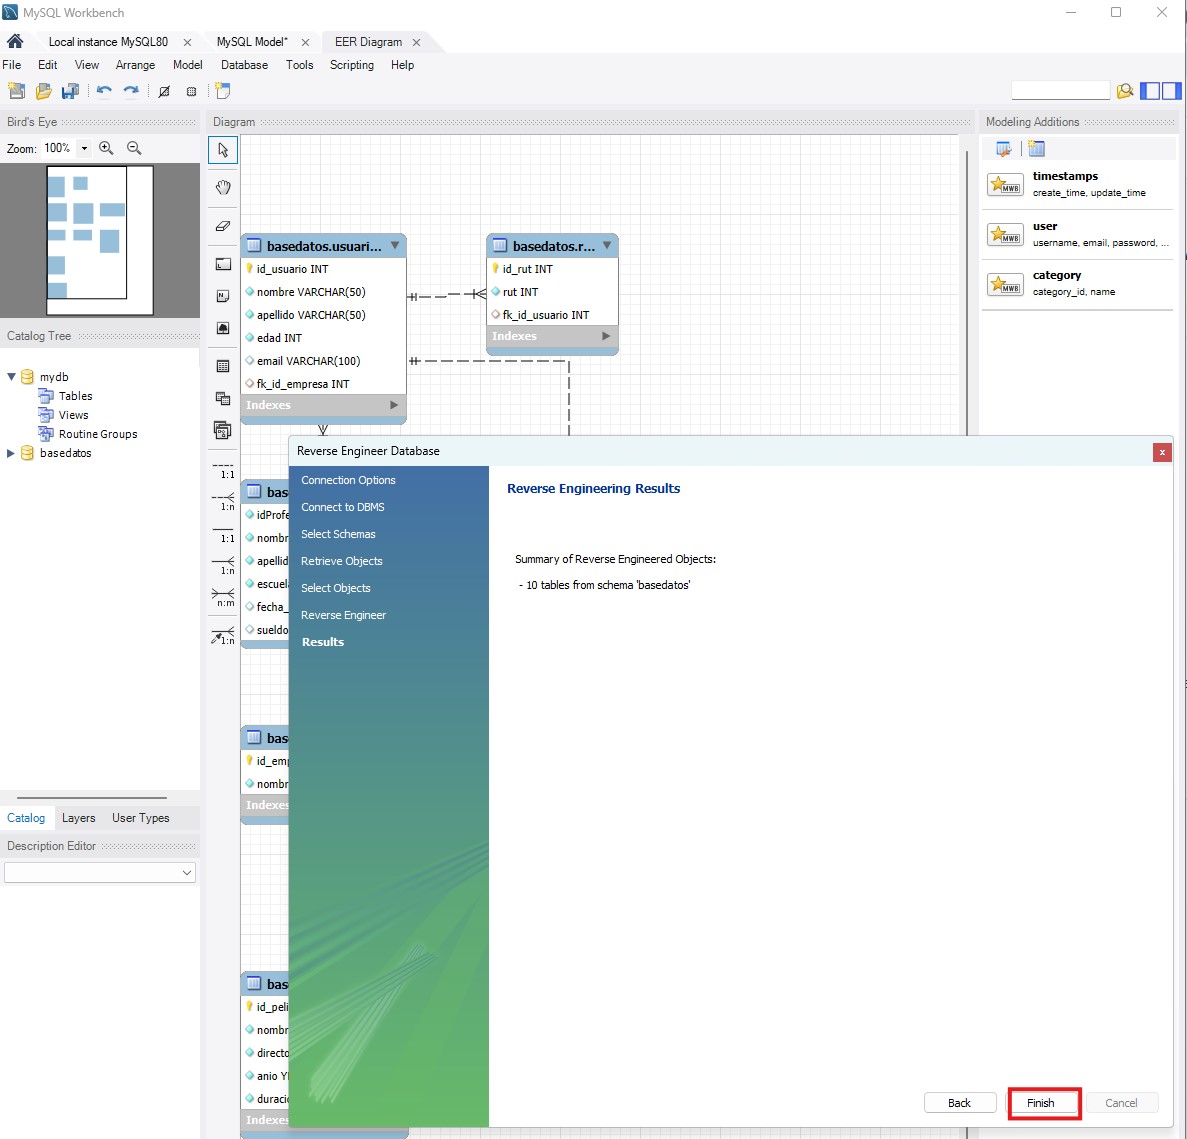 MySQL Workbench
Local instance MySQL80
MySQL Model*
EER Diagram
File Edit View Arrange Model Database Tools Scripting Help
Bird's Eye
Zoom: 100%
Catalog Tree
mydb
Tables
Views
Routine Groups
basedatos
Catalog Layers User Types
Description Editor
Diagram
1:1
1:n
1:1
1:n
n:m
1:n
basedatos.usuari...
id_usuario INT
nombre VARCHAR(50)
apellido VARCHAR(50)
edad INT
email VARCHAR(100)
fk_id_empresa INT
Indexes
basedatos.r...
id_rut INT
rut INT
fk_id_usuario INT
Indexes
bas
idProfe
nombr
apellid
escuela
fecha_
sueldo
bas
id_emp
nombr
Indexes
bas
id_peli
nombr
directo
anio Y
duracio
Indexes
Reverse Engineer Database
Connection Options
Connect to DBMS
Select Schemas
Retrieve Objects
Select Objects
Reverse Engineer
Results
Reverse Engineering Results
Summary of Reverse Engineered Objects:
- 10 tables from schema 'basedatos'
Back Finish Cancel
Modeling Additions
MWB
timestamps
create_time, update_time
MWB
user
username, email, password, ...
MWB
category
category_id, name